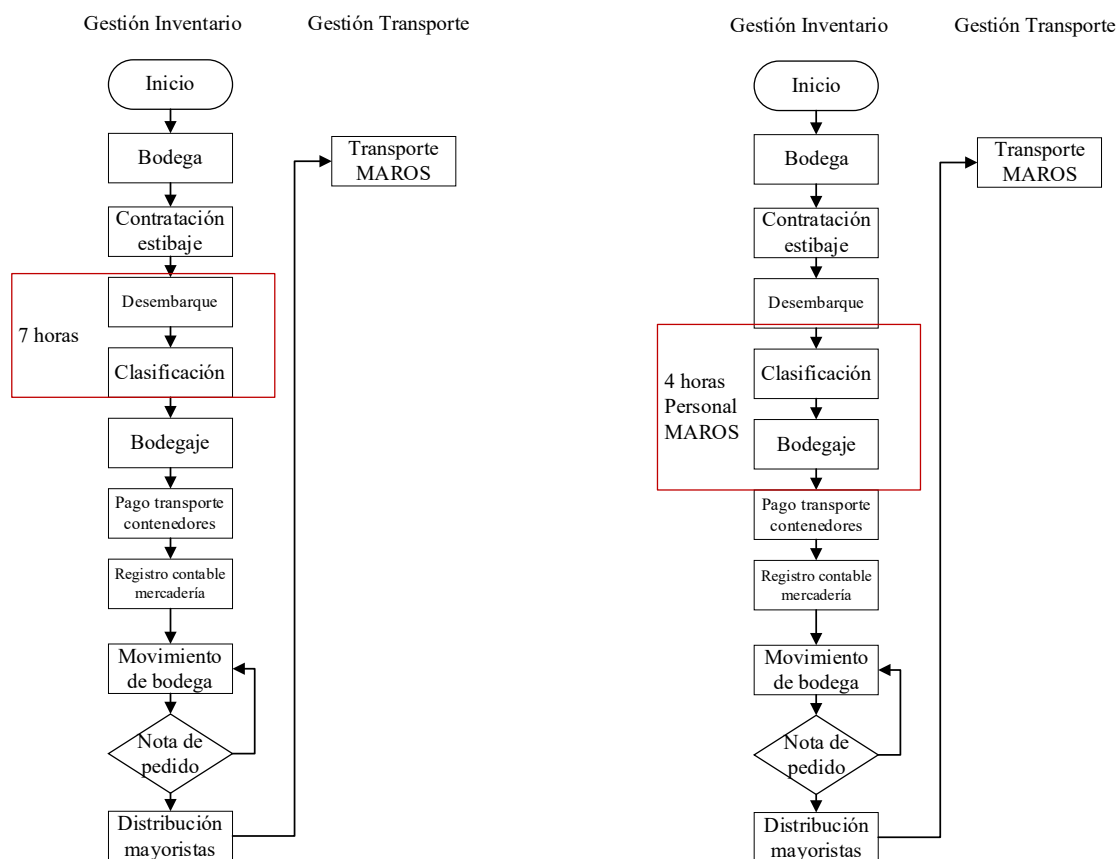 Gestión Inventario
Gestión Transporte
Inicio
Bodega
Transporte
MAROS
Contratación
estibaje
Desembarque
7 horas
Clasificación
Bodegaje
Pago transporte
contenedores
Registro contable
mercadería
Movimiento
de bodega
Nota de
pedido
Distribución
mayoristas
Gestión Inventario
Gestión Transporte
Inicio
Bodega
Transporte
MAROS
Contratación
estibaje
Desembarque
Clasificación
4 horas
Personal
MAROS
Bodegaje
Pago transporte
contenedores
Registro contable
mercadería
Movimiento
de bodega
Nota de
pedido
Distribución
mayoristas